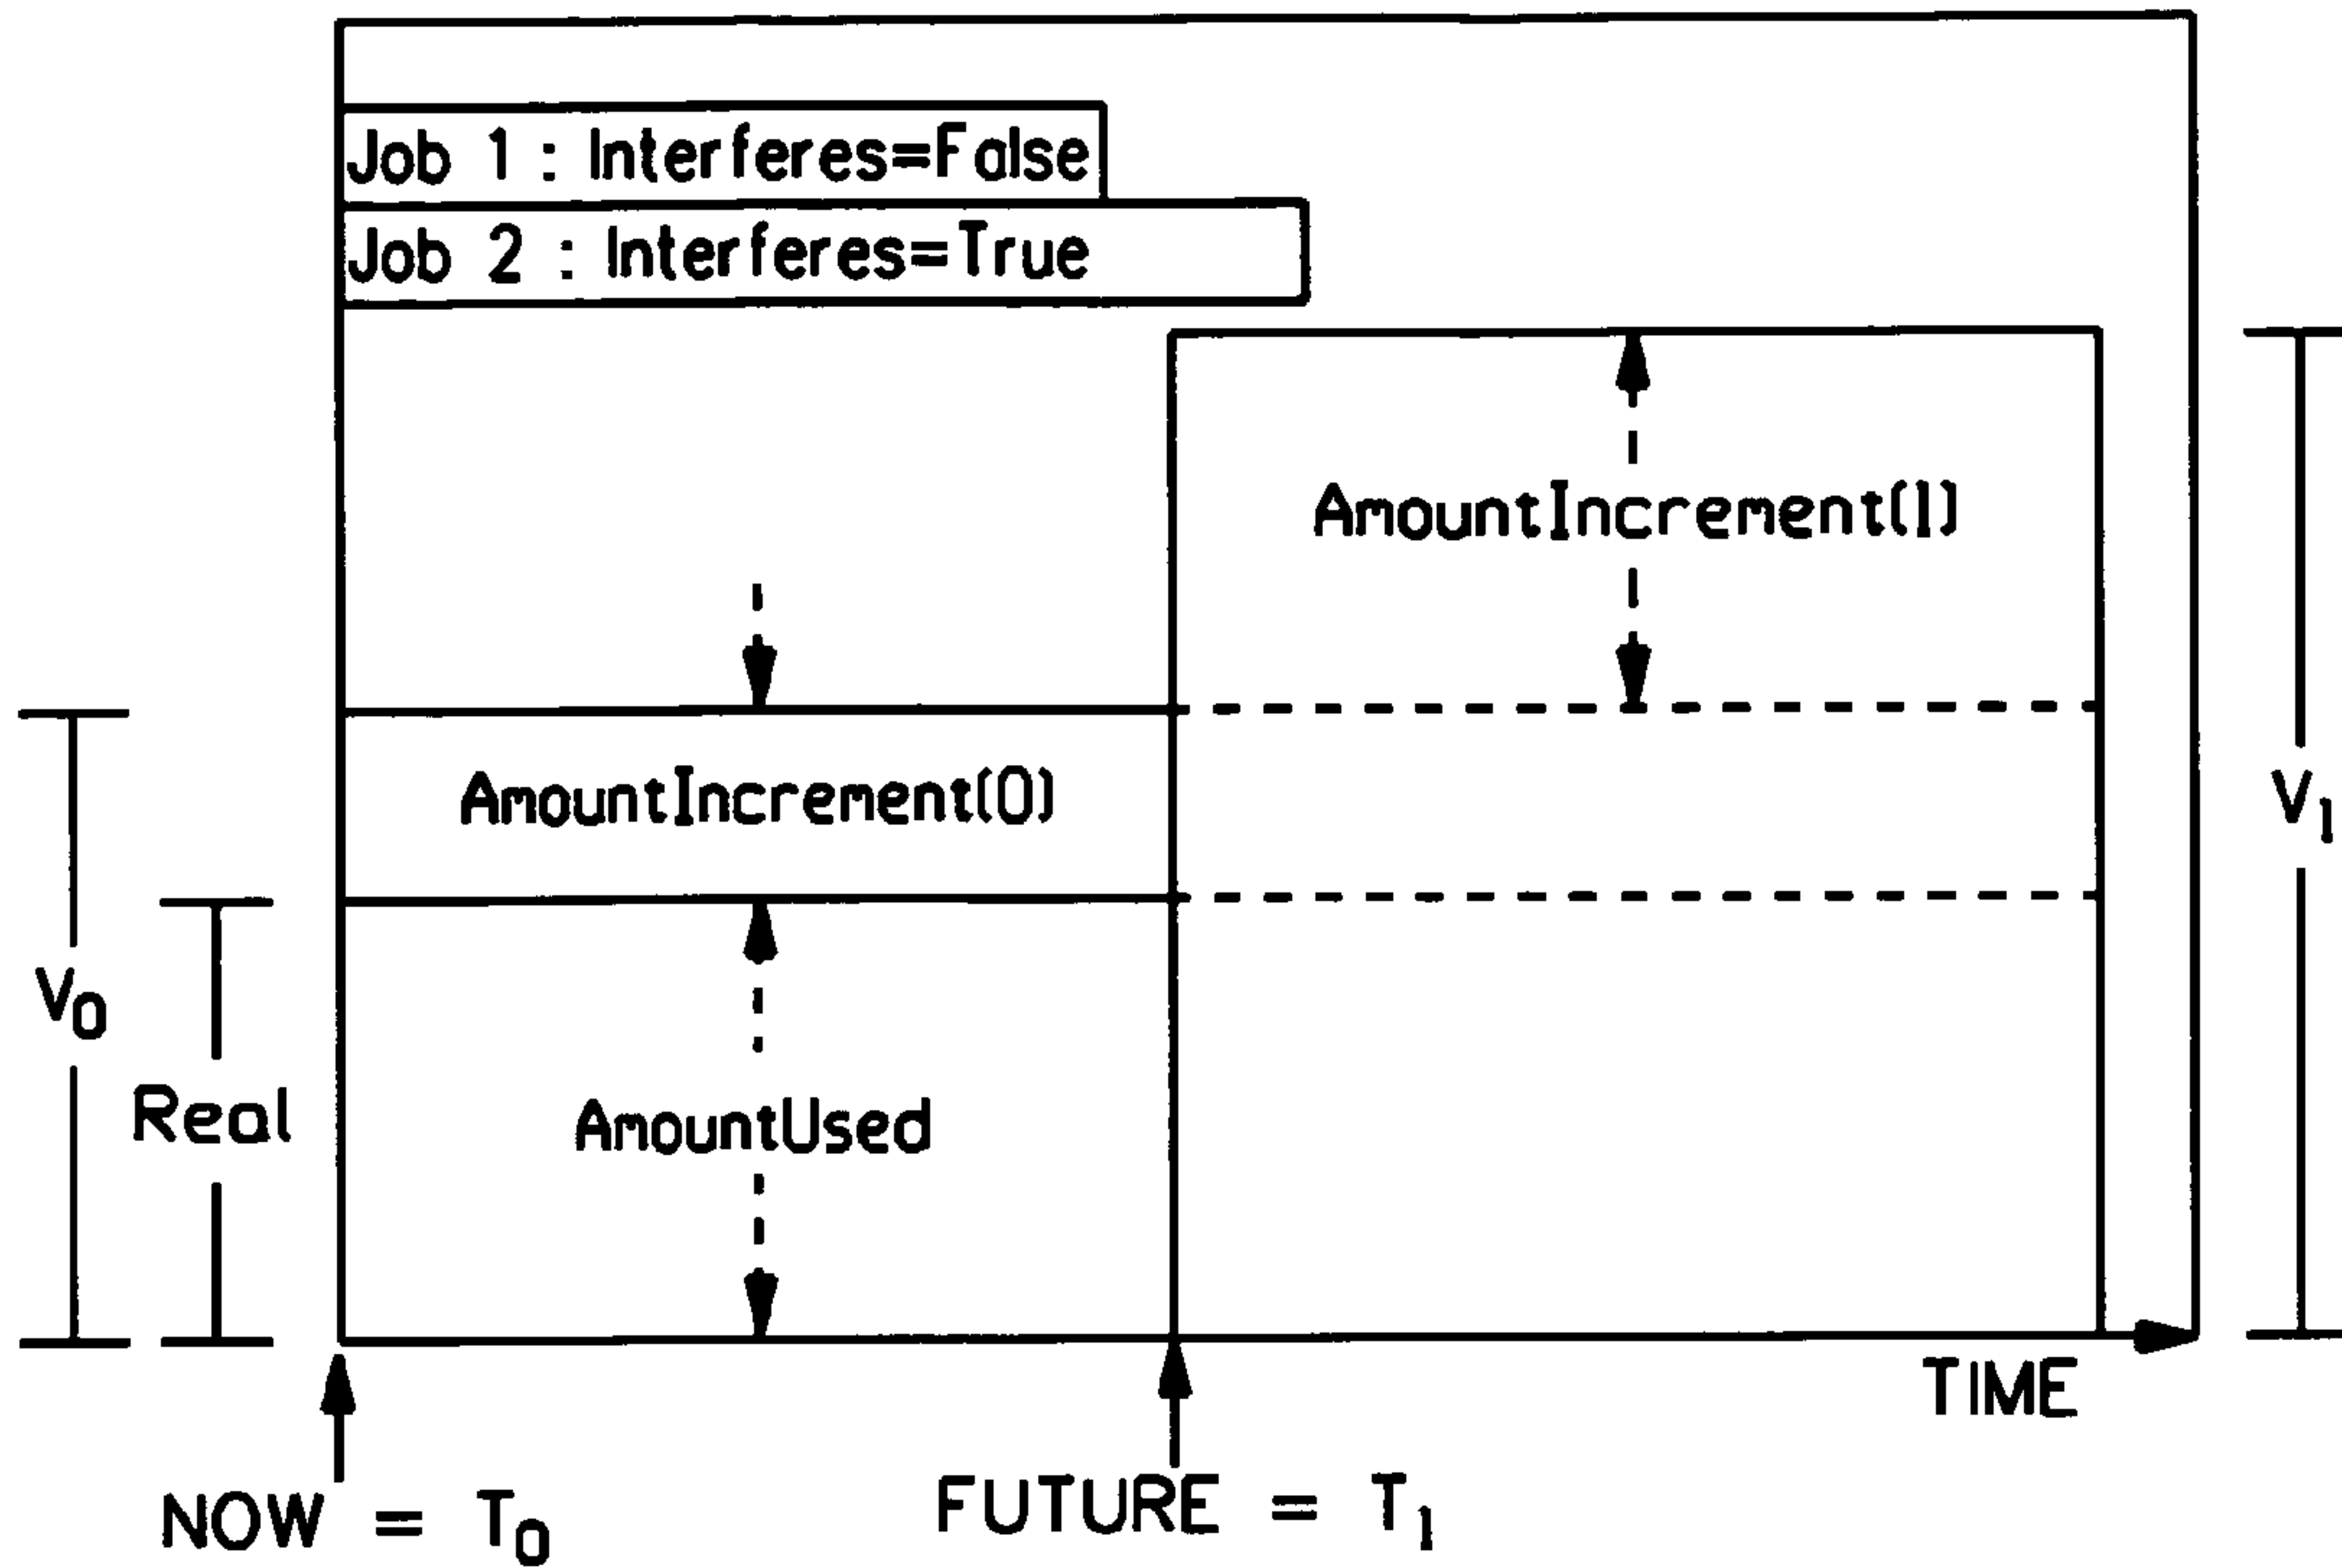 Job 1 : Interferes=False
Job 2 : Interferes=True
AmountIncrement(1)
AmountIncrement(0)
V1
V0
Real
AmountUsed
TIME
NOW = T0
FUTURE = T1